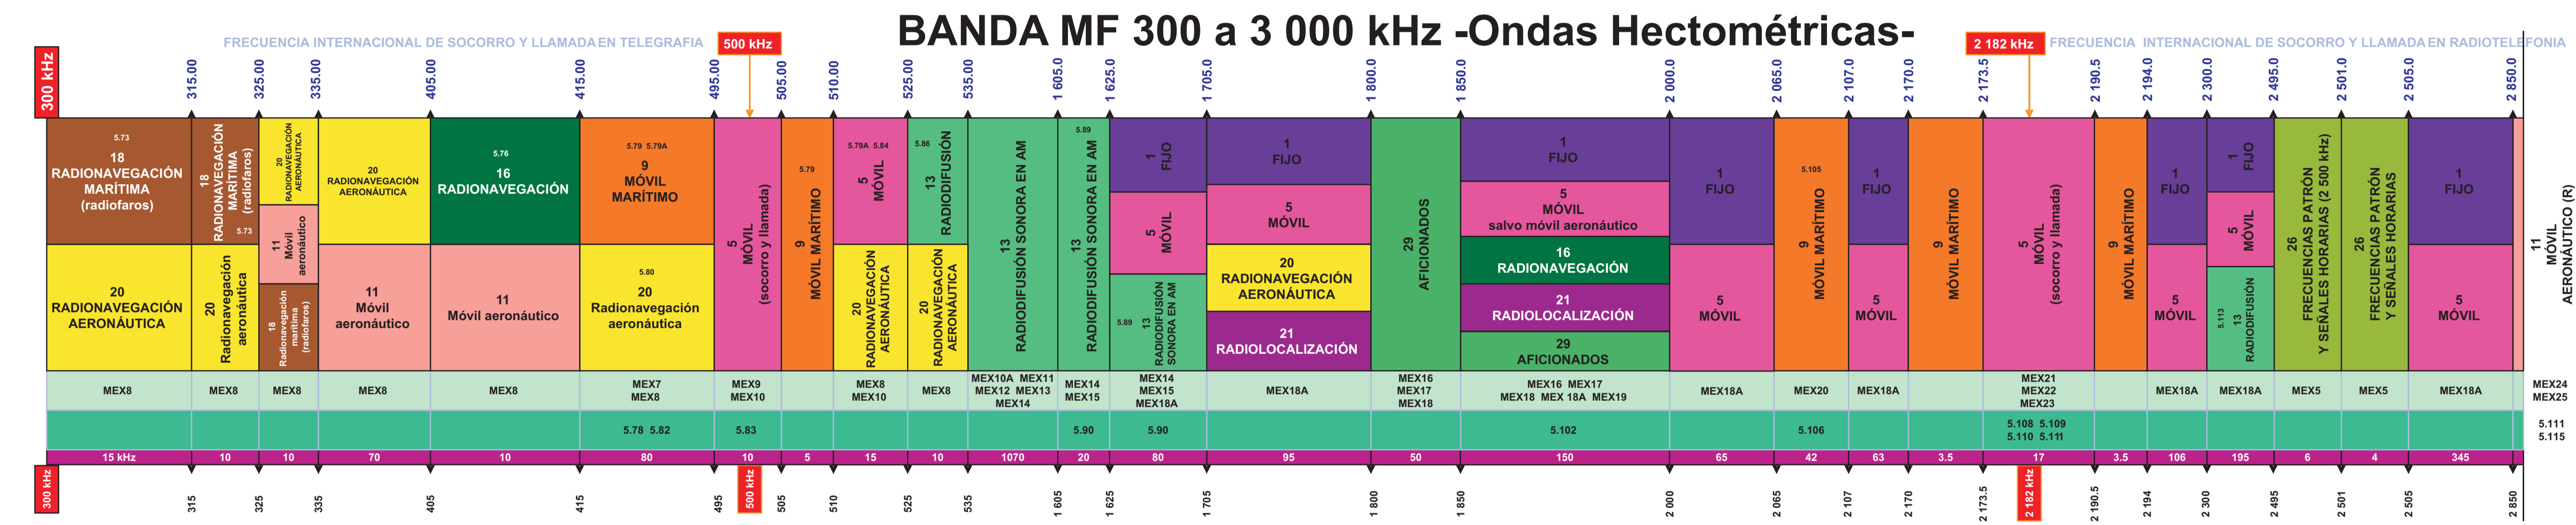 BANDA MF 300 a 3 000 kHz -Ondas Hectométricas-
FRECUENCIA INTERNACIONAL DE SOCORRO Y LLAMADA EN TELEGRAFIA
500 kHz
2 182 kHz
FRECUENCIA INTERNACIONAL DE SOCORRO Y LLAMADA EN RADIOTELEFONIA
300 kHz
315.00
325.00
335.00
405.00
415.00
495.00
505.00
510.00
525.00
535.00
1 605.0
1 625.0
1 705.0
1 800.0
1 850.0
2 000.0
2 065.0
2 107.0
2 170.0
2 173.5
2 190.5
2 194.0
2 300.0
2 495.0
2 501.0
2 505.0
2 850.0
5.73
18
RADIONAVEGACIÓN
MARÍTIMA
(radiofaros)
20
RADIONAVEGACIÓN
AERONÁUTICA
18
RADIONAVEGACIÓN
MARÍTIMA
(radiofaros)
5.73
20
Radionavegación
aeronáutica
20
RADIONAVEGACIÓN
AERONÁUTICA
11
Móvil
aeronáutico
18
Radionavegación
marítima
(radiofaros)
20
RADIONAVEGACIÓN
AERONÁUTICA
11
Móvil
aeronáutico
5.76
16
RADIONAVEGACIÓN
11
Móvil aeronáutico
5.79 5.79A
9
MÓVIL
MARÍTIMO
5.80
20
Radionavegación
aeronáutica
5
MÓVIL
(socorro y llamada)
5.79
9
MÓVIL MARÍTIMO
5.79A 5.84
5
MÓVIL
20
RADIONAVEGACIÓN
AERONÁUTICA
5.86
13
RADIODIFUSIÓN
20
RADIONAVEGACIÓN
AERONÁUTICA
13
RADIODIFUSIÓN SONORA EN AM
5.89
13
RADIODIFUSIÓN SONORA EN AM
1
FIJO
5
MÓVIL
5.89
13
RADIODIFUSIÓN
SONORA EN AM
1
FIJO
5
MÓVIL
20
RADIONAVEGACIÓN
AERONÁUTICA
21
RADIOLOCALIZACIÓN
29
AFICIONADOS
1
FIJO
5
MÓVIL
salvo móvil aeronáutico
16
RADIONAVEGACIÓN
21
RADIOLOCALIZACIÓN
29
AFICIONADOS
1
FIJO
5
MÓVIL
5.105
9
MÓVIL MARÍTIMO
1
FIJO
5
MÓVIL
9
MÓVIL MARÍTIMO
5
MÓVIL
(socorro y llamada)
9
MÓVIL MARÍTIMO
1
FIJO
5
MÓVIL
1
FIJO
5
MÓVIL
5.113
13
RADIODIFUSIÓN
26
FRECUENCIAS PATRÓN
Y SEÑALES HORARIAS (2 500 kHz)
26
FRECUENCIAS PATRÓN
Y SEÑALES HORARIAS
1
FIJO
5
MÓVIL
11
MÓVIL
AERONÁUTICO (R)
MEX8
MEX8
MEX8
MEX8
MEX8
MEX7
MEX8
MEX9
MEX10
MEX8
MEX10
MEX8
MEX10A MEX11
MEX12 MEX13
MEX14
MEX14
MEX15
MEX14
MEX15
MEX18A
MEX18A
MEX16
MEX17
MEX18
MEX16 MEX17
MEX18 MEX 18A MEX19
MEX18A
MEX20
MEX18A
MEX21
MEX22
MEX23
MEX18A
MEX18A
MEX5
MEX5
MEX18A
MEX24
MEX25
5.78 5.82
5.83
5.90
5.90
5.102
5.106
5.108 5.109
5.110 5.111
5.111
5.115
15 kHz
10
10
70
10
80
10
5
15
10
1070
20
80
95
50
150
65
42
63
3.5
17
3.5
106
195
6
4
345
300 kHz
315
325
335
405
415
495
500 kHz
505
510
525
535
1 605
1 625
1 705
1 800
1 850
2 000
2 065
2 107
2 170
2 173.5
2 182 kHz
2 190.5
2 194
2 300
2 495
2 501
2 505
2 850